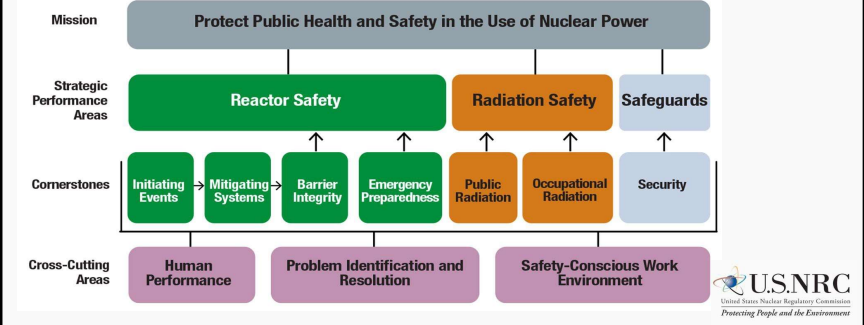 Mission
Protect Public Health and Safety in the Use of Nuclear Power
Strategic
Performance
Areas
Reactor Safety
Radiation Safety
Safeguards
Cornerstones
Initiating
Events
Mitigating
Systems
Barrier
Integrity
Emergency
Preparedness
Public
Radiation
Occupational
Radiation
Security
Cross-Cutting
Areas
Human
Performance
Problem Identification and
Resolution
Safety-Conscious Work
Environment
U.S.NRC
United States Nuclear Regulatory Commission
Protecting People and the Environment